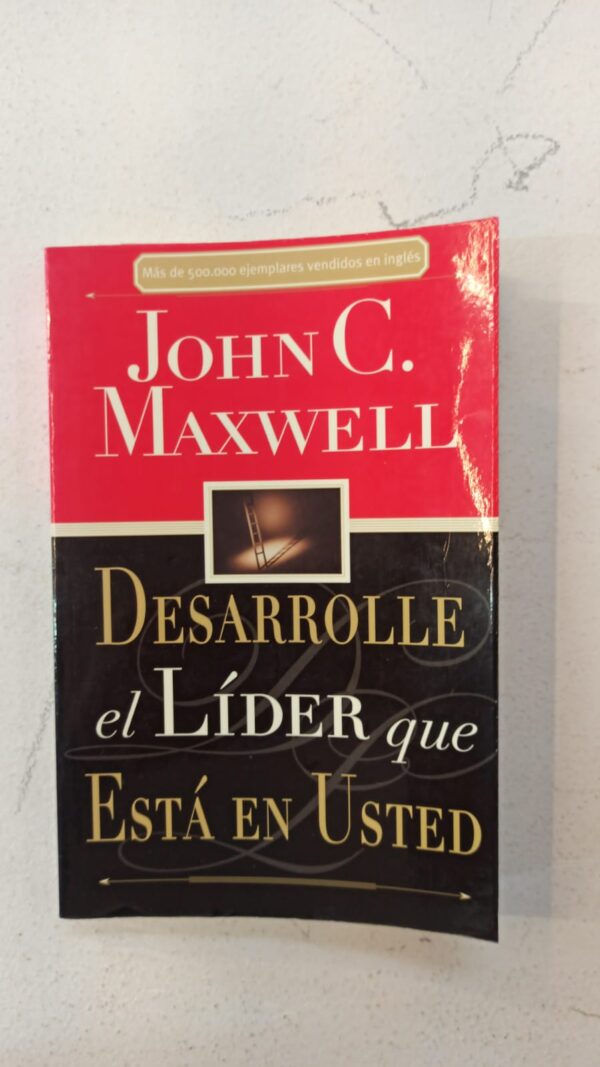 Más de 500.000 ejemplares vendidos en inglés
JOHN C.
MAXWELL
DESARROLLE
el LÍDER que
ESTÁ EN USTED